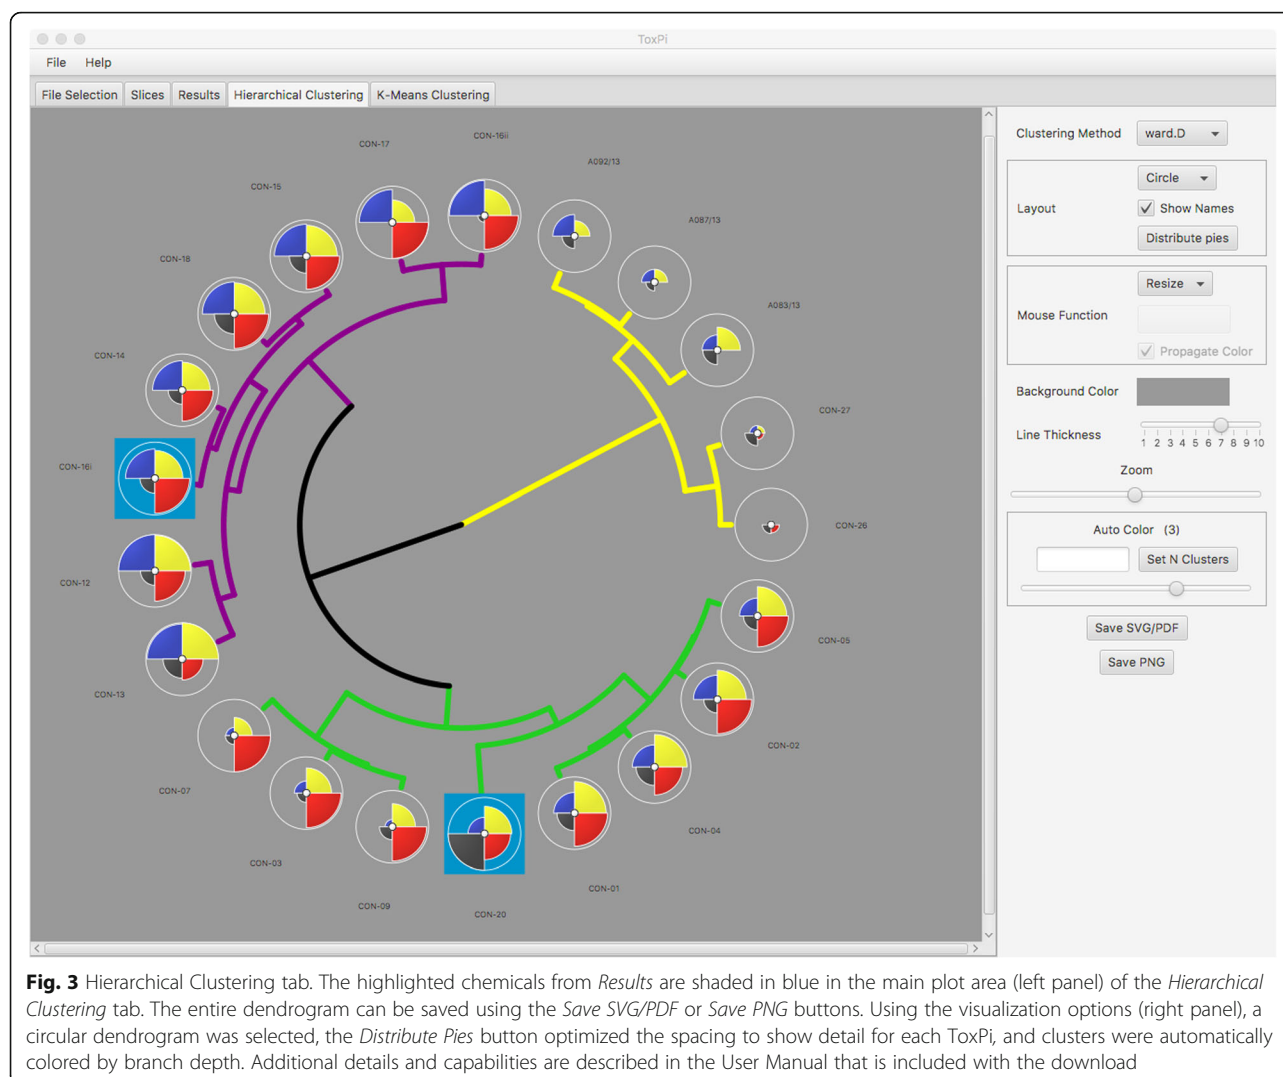 ToxPi
File Help
File Selection Slices Results Hierarchical Clustering K-Means Clustering
CON-16ii
CON-17
A092/13
CON-15
A087/13
CON-18
A083/13
CON-14
CON-27
CON-16i
CON-26
CON-12
CON-05
CON-13
CON-02
CON-07
CON-04
CON-03
CON-01
CON-09
CON-20
Clustering Method ward.D
Circle
Layout Show Names
Distribute pies
Resize
Mouse Function
Propagate Color
Background Color
Line Thickness
1 2 3 4 5 6 7 8 9 10
Zoom
Auto Color (3)
Set N Clusters
Save SVG/PDF
Save PNG
Fig. 3 Hierarchical Clustering tab. The highlighted chemicals from Results are shaded in blue in the main plot area (left panel) of the Hierarchical
Clustering tab. The entire dendrogram can be saved using the Save SVG/PDF or Save PNG buttons. Using the visualization options (right panel), a
circular dendrogram was selected, the Distribute Pies button optimized the spacing to show detail for each ToxPi, and clusters were automatically
colored by branch depth. Additional details and capabilities are described in the User Manual that is included with the download